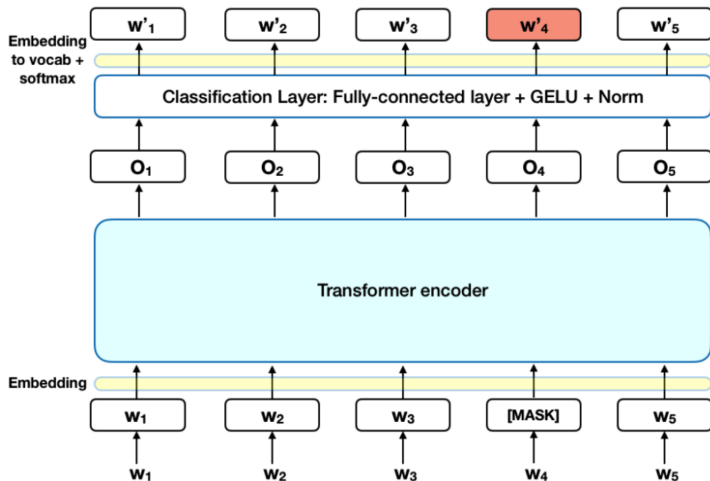 w'1 w'2 w'3 w'4 w'5
Embedding
to vocab +
softmax
Classification Layer: Fully-connected layer + GELU + Norm
O1 O2 O3 O4 O5
Transformer encoder
Embedding
W1 W2 W3 [MASK] W5
W1 W2 W3 W4 W5